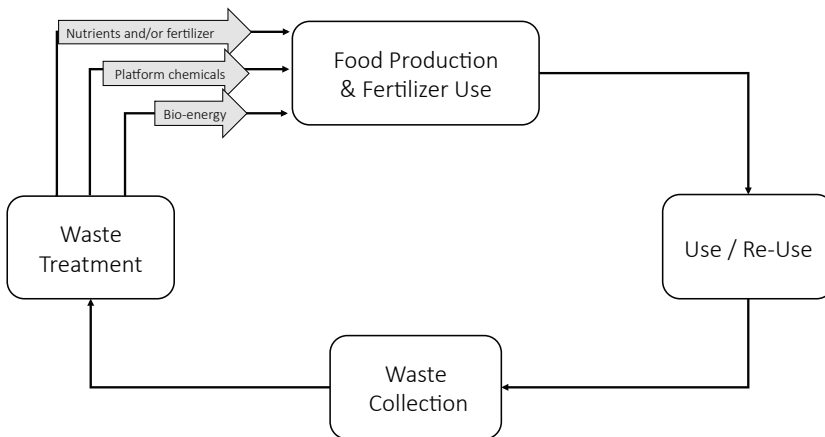 Nutrients and/or fertilizer
Platform chemicals
Bio-energy
Food Production
& Fertilizer Use
Waste
Treatment
Use / Re-Use
Waste
Collection